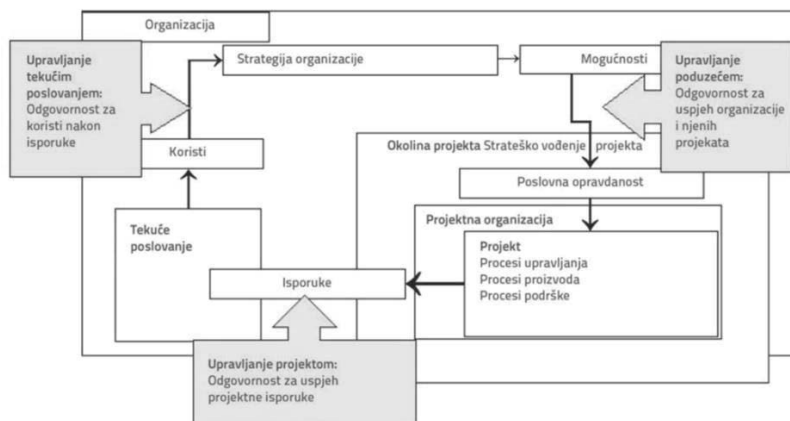 Organizacija
Upravljanje
tekućim
poslovanjem:
Odgovornost za
koristi nakon
isporuke
Strategija organizacije
Mogućnosti
Upravljanje
poduzećem:
Odgovornost za
uspjeh organizacije
i njenih
projekata
Koristi
Okolina projekta Strateško vođenje projekta
Poslovna opravdanost
Tekuće
poslovanje
Projektna organizacija
Projekt
Procesi upravljanja
Procesi proizvoda
Procesi podrške
Isporuke
Upravljanje projektom:
Odgovornost za uspjeh
projektne isporuke